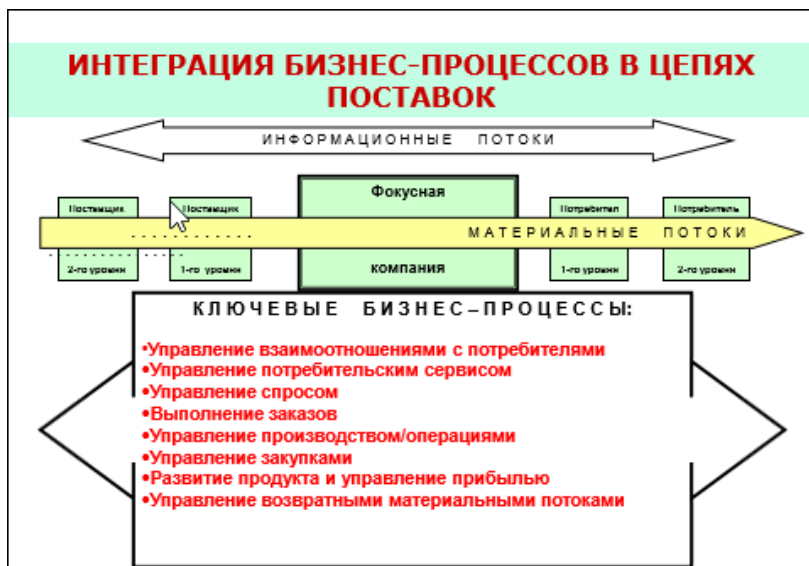 ИНТЕГРАЦИЯ БИЗНЕС-ПРОЦЕССОВ В ЦЕПЯХ
ПОСТАВОК
ИНФОРМАЦИОННЫЕ ПОТОКИ
Поставщик
Поставщик
Фокусная
Потребител
Потребитель
МАТЕРИАЛЬНЫЕ ПОТОКИ
2-го уровня
1-го уровня
компания
1-го уровня
2-го уровня
КЛЮЧЕВЫЕ БИЗНЕС–ПРОЦЕССЫ:
•Управление взаимоотношениями с потребителями
•Управление потребительским сервисом
•Управление спросом
•Выполнение заказов
•Управление производством/операциями
•Управление закупками
•Развитие продукта и управление прибылью
•Управление возвратными материальными потоками